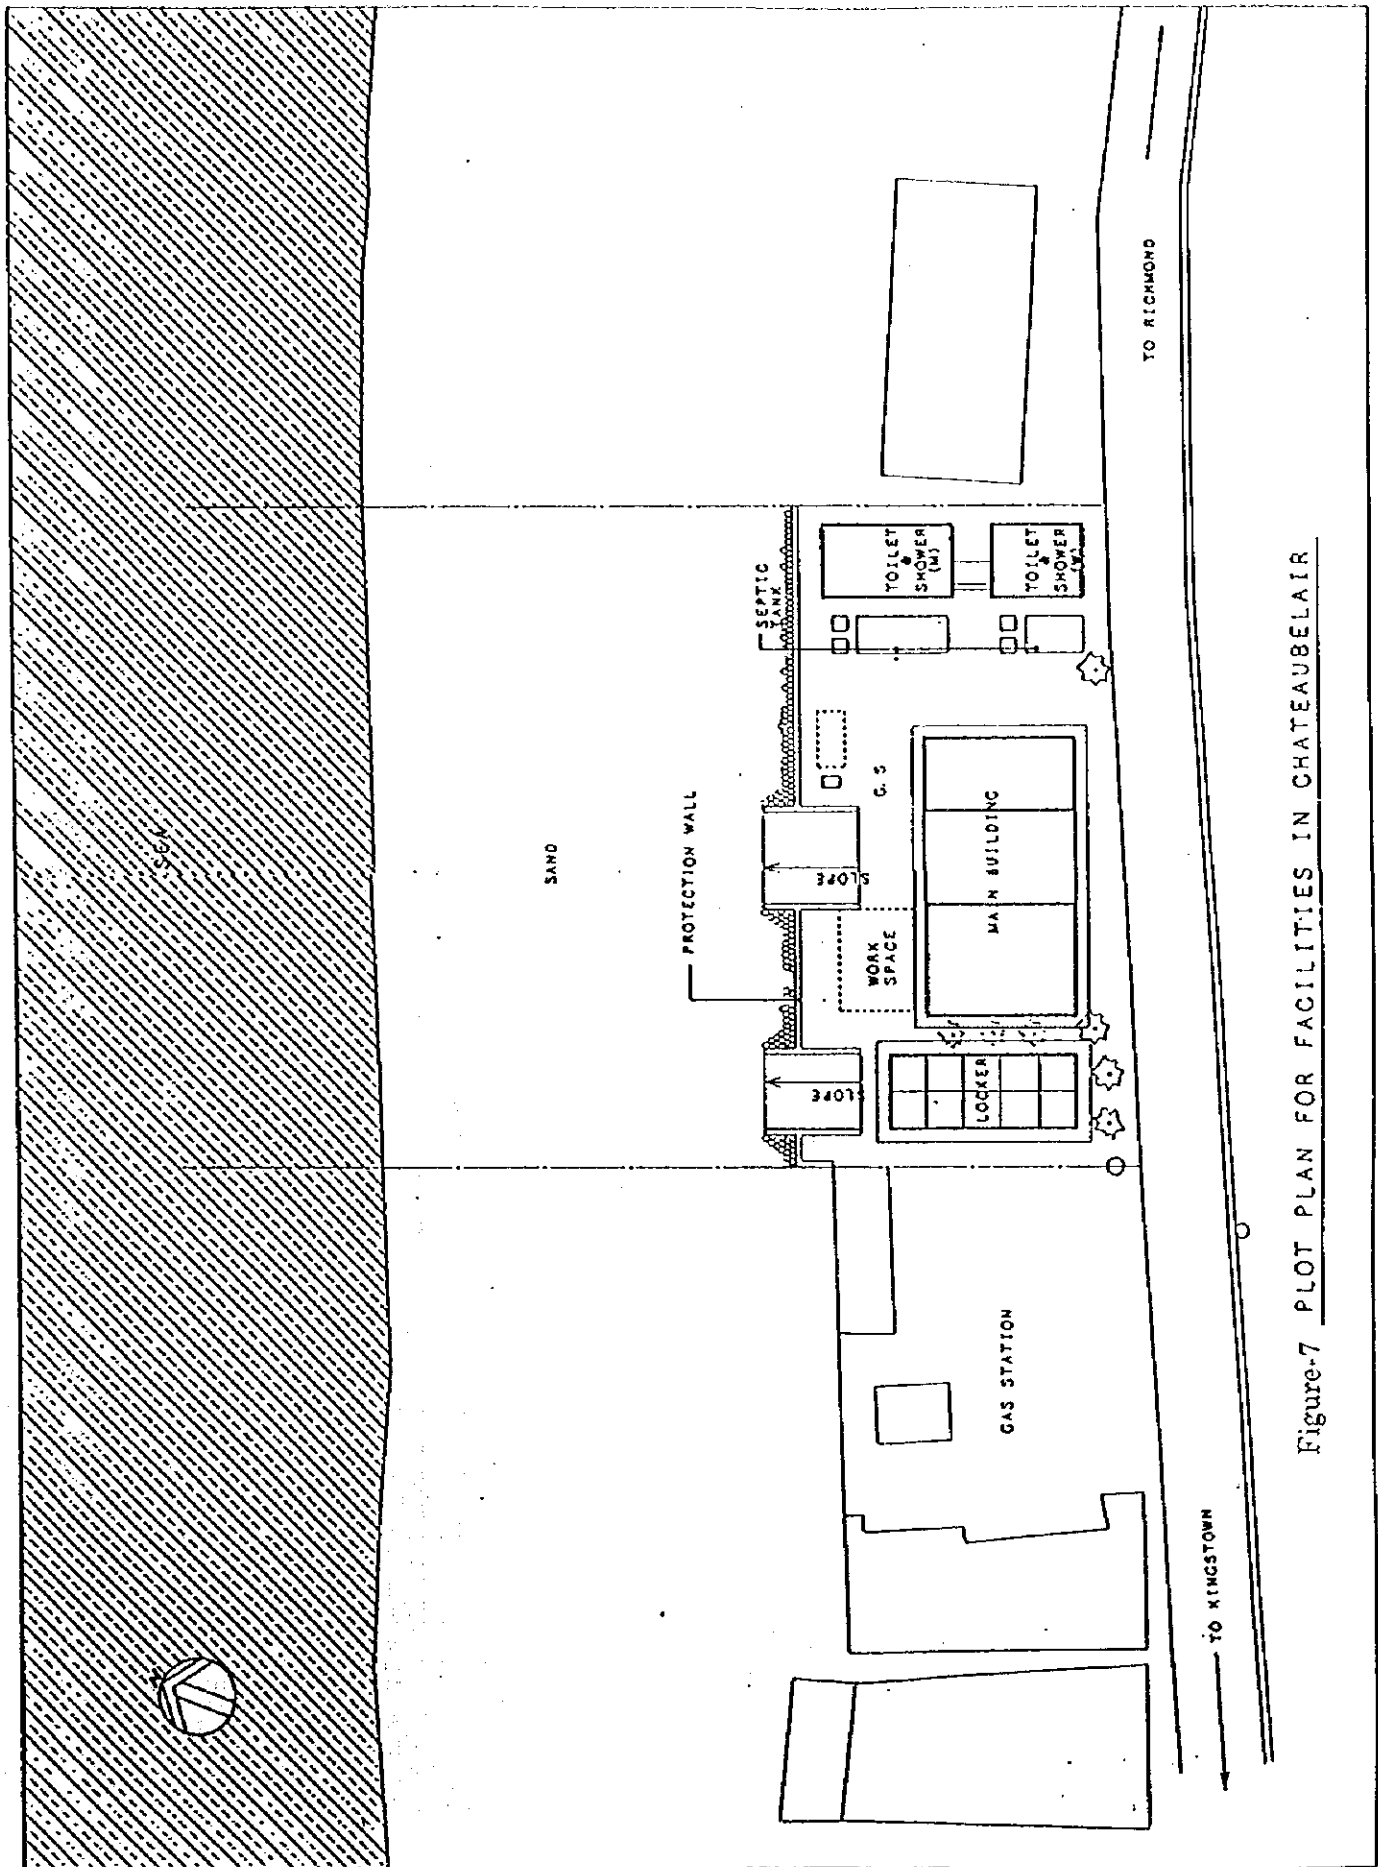 SEA
SAND
PROTECTION WALL
SEPTIC
TANK
SLOPE
SLOPE
WORK
SPACE
G.S
TOILET
&
SHOWER
(M)
TOILET
&
SHOWER
(W)
LOCKER
MAIN BUILDING
GAS STATION
TO KINGSTOWN
TO RICHMOND
Figure-7 PLOT PLAN FOR FACILITIES IN CHATEAUBELAIR